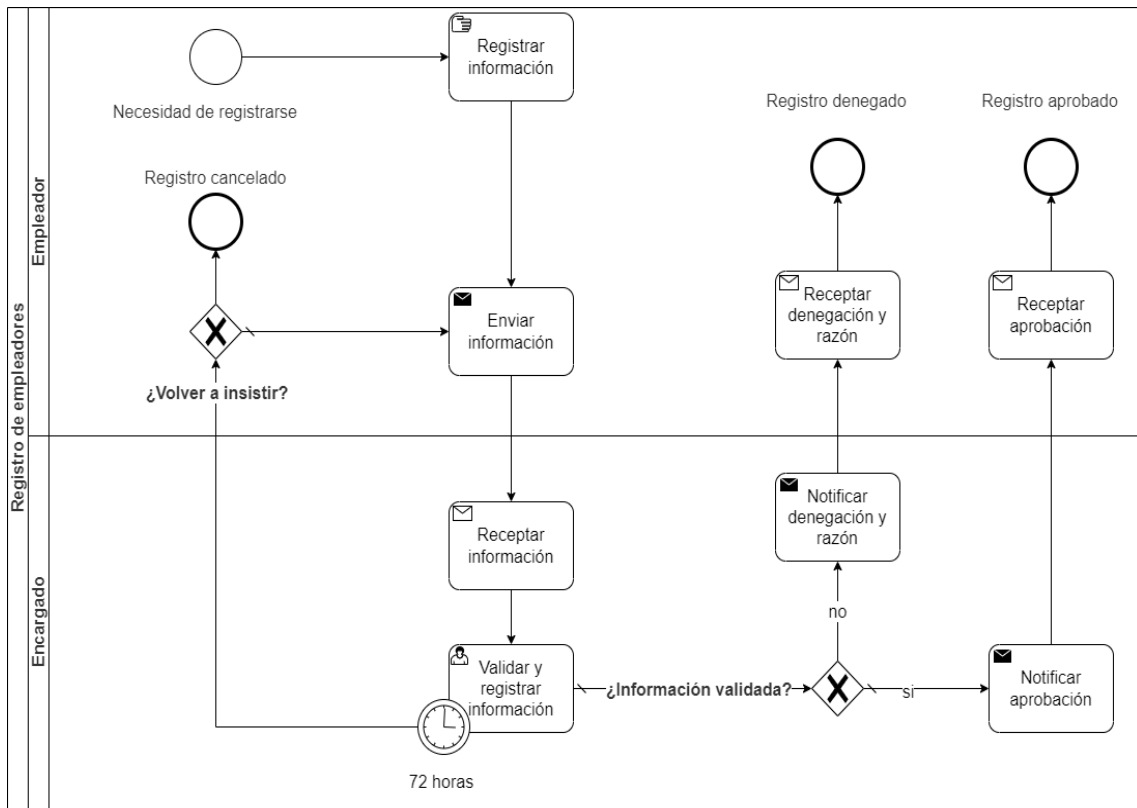 Registro de empleadores
Empleador
Encargado
Registrar
información
Necesidad de registrarse
Registro denegado
Registro aprobado
Registro cancelado
Enviar
información
Receptar
denegación y
razón
Receptar
aprobación
¿Volver a insistir?
Receptar
información
Notificar
denegación y
razón
no
Validar y
registrar
información
¿Información validada?
si
Notificar
aprobación
72 horas